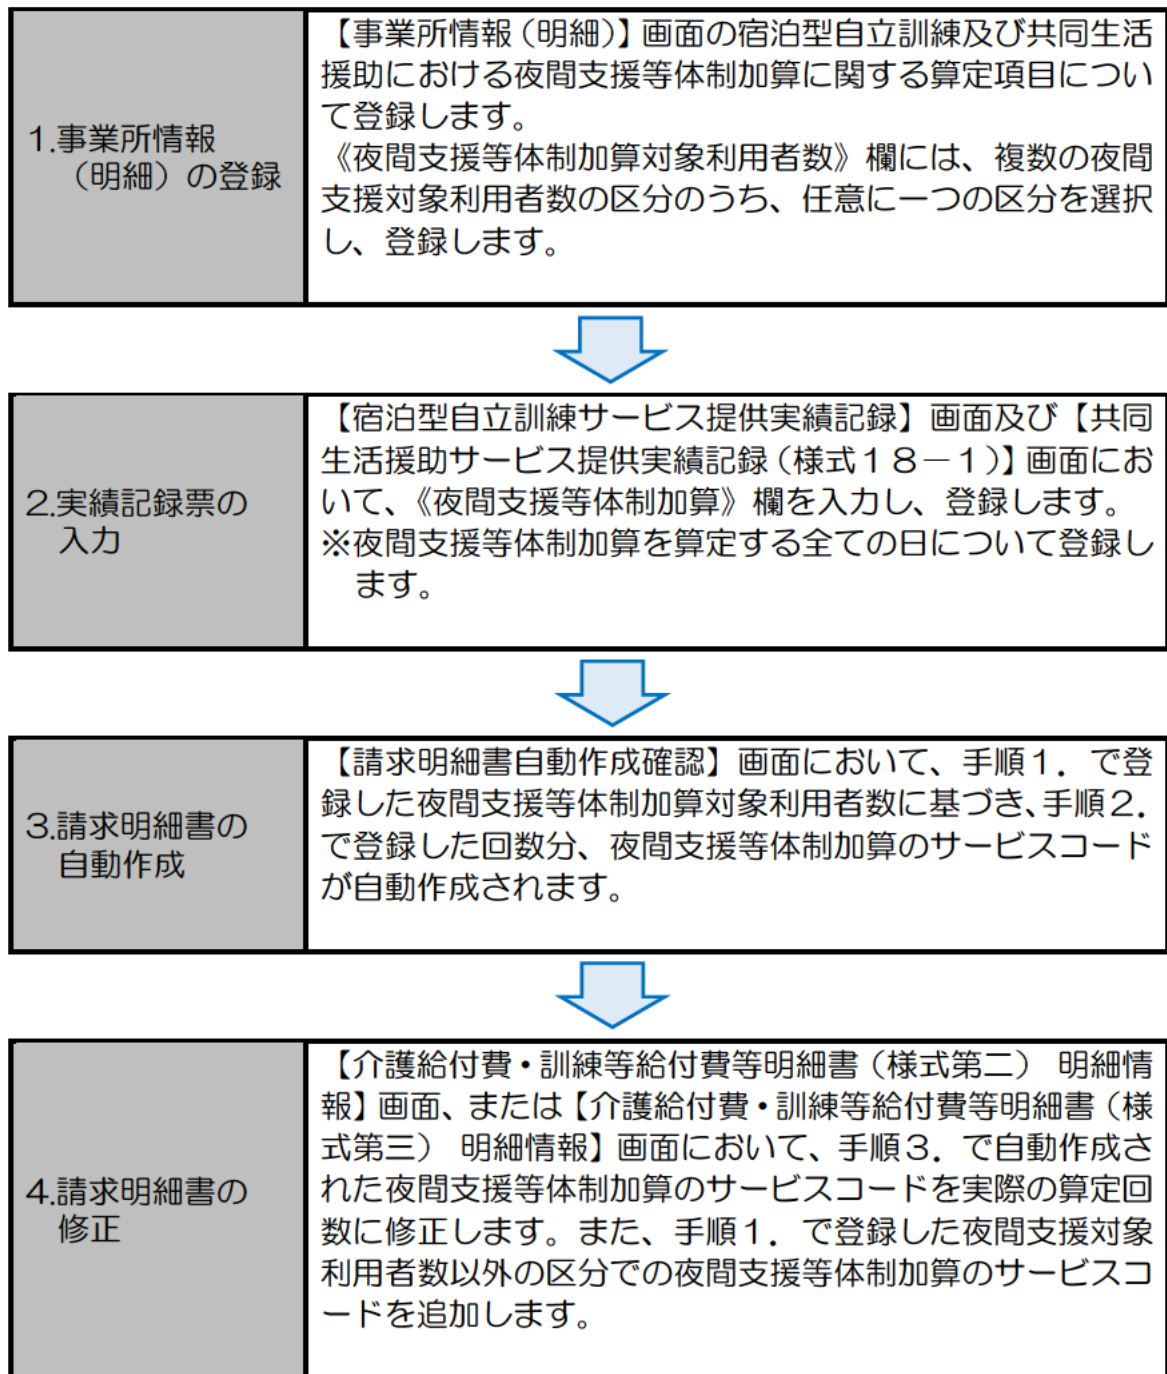 1.事業所情報
（明細）の登録
【事業所情報（明細）】画面の宿泊型自立訓練及び共同生活
援助における夜間支援等体制加算に関する算定項目につい
て登録します。
《夜間支援等体制加算対象利用者数》欄には、複数の夜間
支援対象利用者数の区分のうち、任意に一つの区分を選択
し、登録します。
2.実績記録票の
入力
【宿泊型自立訓練サービス提供実績記録】画面及び【共同
生活援助サービス提供実績記録（様式１８－１）】画面にお
いて、《夜間支援等体制加算》欄を入力し、登録します。
※夜間支援等体制加算を算定する全ての日について登録し
ます。
3.請求明細書の
自動作成
【請求明細書自動作成確認】画面において、手順１．で登
録した夜間支援等体制加算対象利用者数に基づき、手順２．
で登録した回数分、夜間支援等体制加算のサービスコード
が自動作成されます。
4.請求明細書の
修正
【介護給付費・訓練等給付費等明細書（様式第二）　明細情
報】画面、または【介護給付費・訓練等給付費等明細書（様
式第三）　明細情報】画面において、手順３．で自動作成さ
れた夜間支援等体制加算のサービスコードを実際の算定回
数に修正します。また、手順１．で登録した夜間支援対象
利用者数以外の区分での夜間支援等体制加算のサービスコ
ードを追加します。